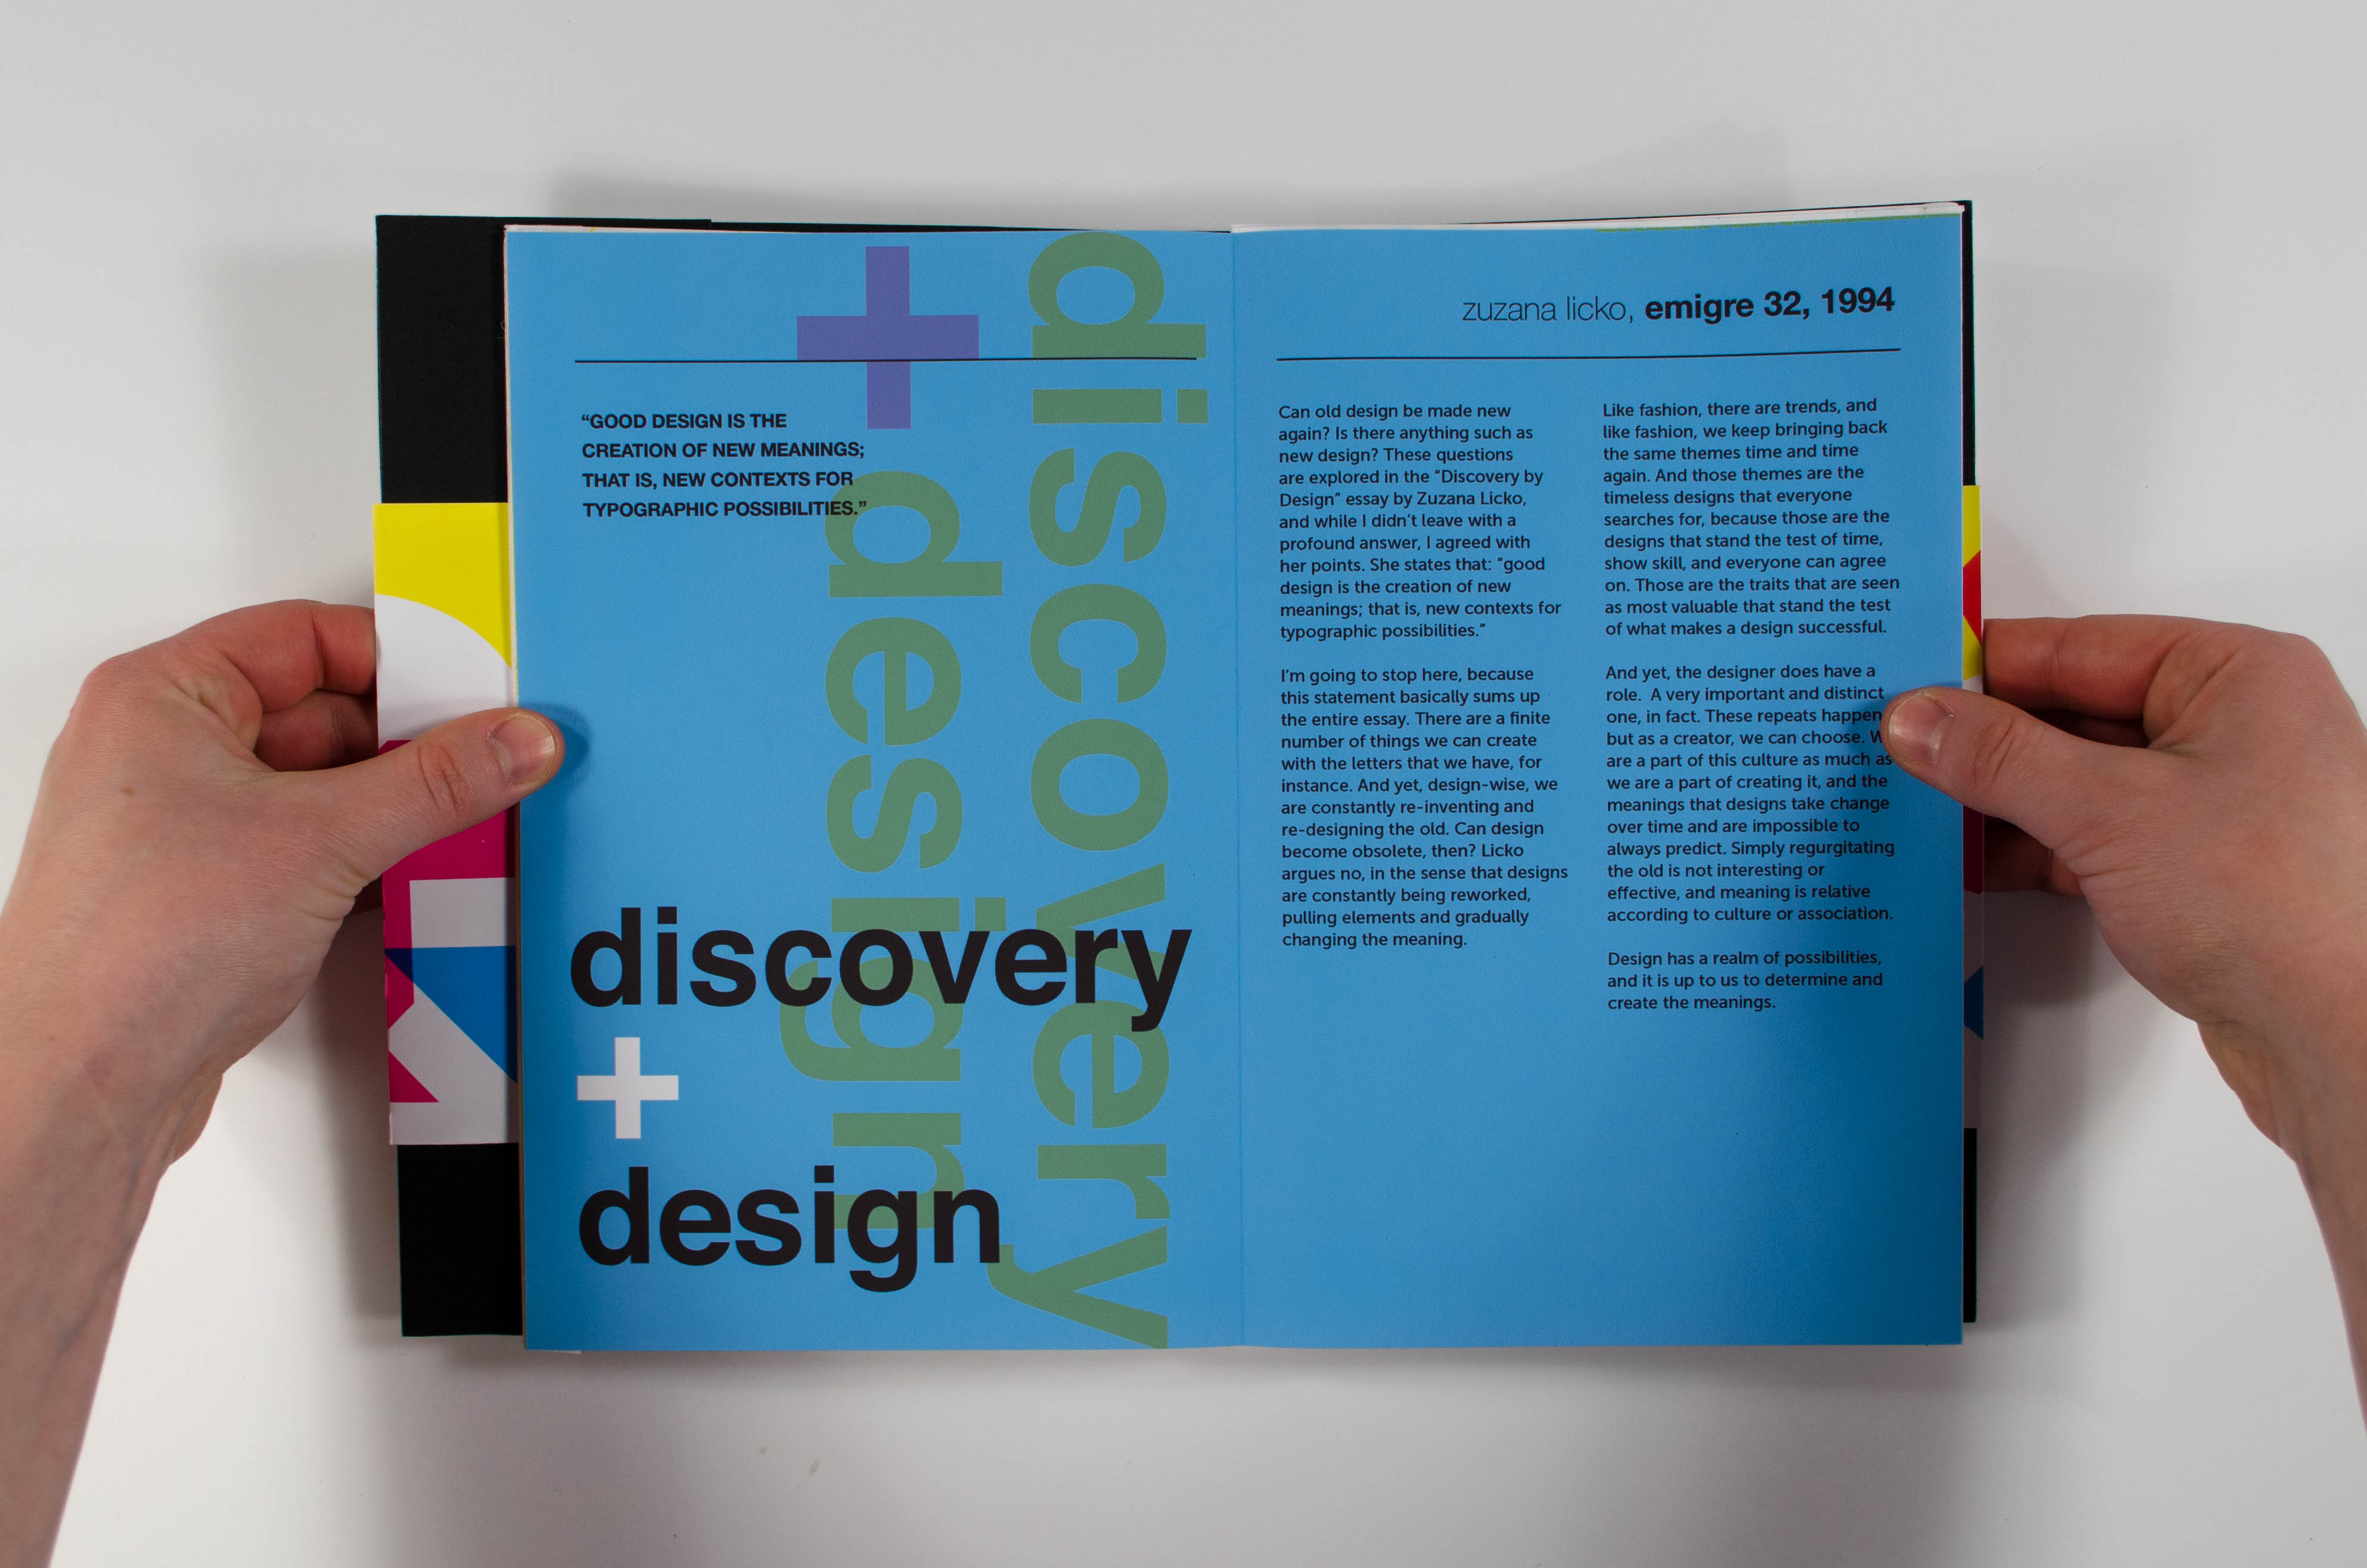 “GOOD DESIGN IS THE
CREATION OF NEW MEANINGS;
THAT IS, NEW CONTEXTS FOR
TYPOGRAPHIC POSSIBILITIES.”
discovery
+ design
discovery
+
design
zuzana licko, emigre 32, 1994
Can old design be made new
again? Is there anything such as
new design? These questions
are explored in the “Discovery by
Design” essay by Zuzana Licko,
and while I didn’t leave with a
profound answer, I agreed with
her points. She states that: “good
design is the creation of new
meanings; that is, new contexts for
typographic possibilities.”
I’m going to stop here, because
this statement basically sums up
the entire essay. There are a finite
number of things we can create
with the letters that we have, for
instance. And yet, design-wise, we
are constantly re-inventing and
re-designing the old. Can design
become obsolete, then? Licko
argues no, in the sense that designs
are constantly being reworked,
pulling elements and gradually
changing the meaning.
Like fashion, there are trends, and
like fashion, we keep bringing back
the same themes time and time
again. And those themes are the
timeless designs that everyone
searches for, because those are the
designs that stand the test of time,
show skill, and everyone can agree
on. Those are the traits that are seen
as most valuable that stand the test
of what makes a design successful.
And yet, the designer does have a
role. A very important and distinct
one, in fact. These repeats happen
but as a creator, we can choose.
are a part of this culture as much as
we are a part of creating it, and the
meanings that designs take change
over time and are impossible to
always predict. Simply regurgitating
the old is not interesting or
effective, and meaning is relative
according to culture or association.
Design has a realm of possibilities,
and it is up to us to determine and
create the meanings.